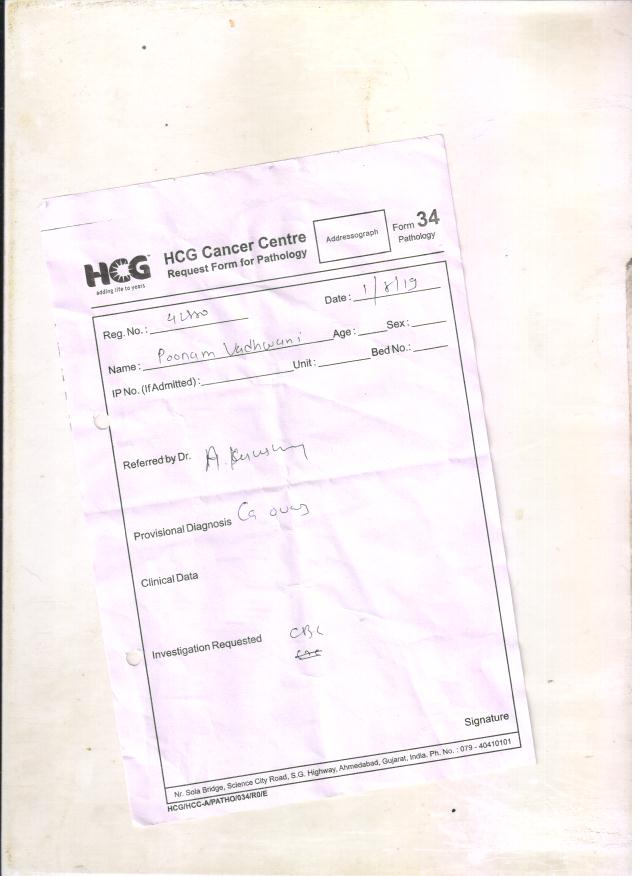 HCG
adding life to years
HCG Cancer Centre
Request Form for Pathology
Addressograph
Form 34
Pathology
Reg. No. :
Date : 1/8/19
Name : Poonam Vadhwani Age : Sex :
IP No. (If Admitted) : Unit : Bed No. :
Referred by Dr. A.
Provisional Diagnosis Ca ovary
Clinical Data
Investigation Requested CBC
Signature
Nr. Sola Bridge, Science City Road, S.G. Highway, Ahmedabad, Gujarat, India. Ph. No. : 079 - 40410101
HCG/HCC-A/PATHO/034/R0/E